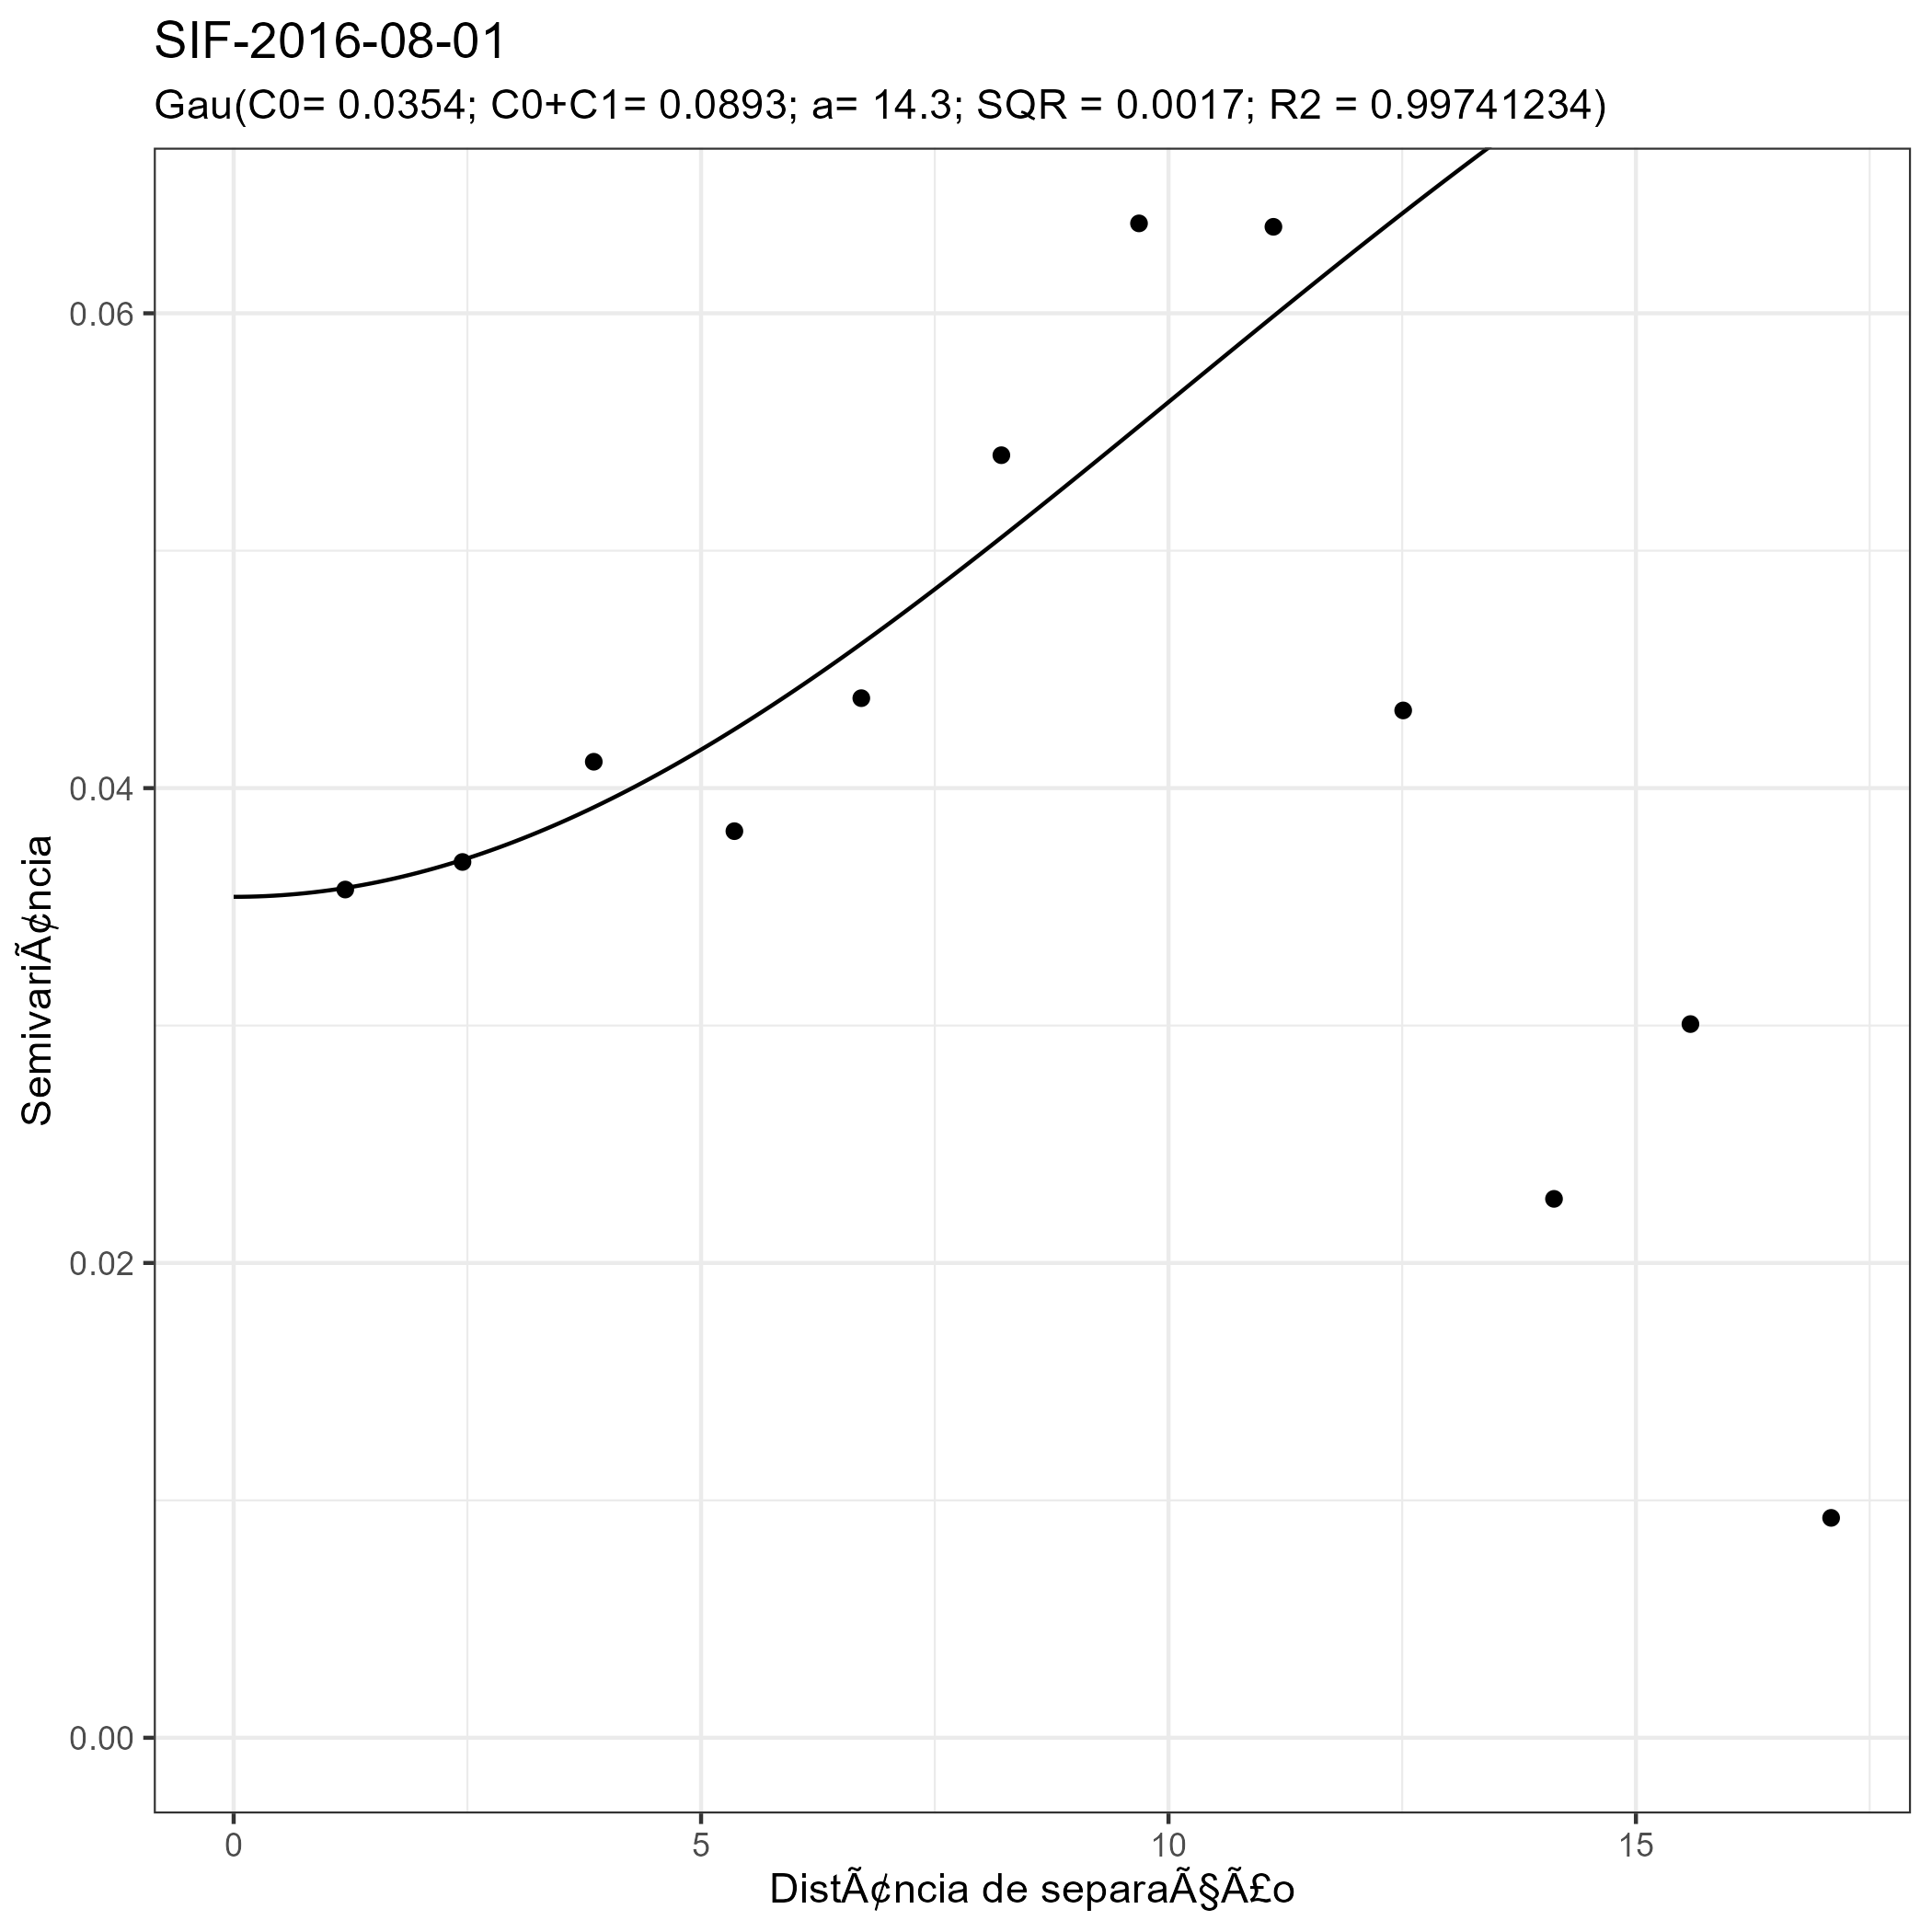 SIF-2016-08-01
Gau(C0= 0.0354; C0+C1= 0.0893; a= 14.3; SQR = 0.0017; R2 = 0.99741234)
SemivariÃ¢ncia
0.06
0.04
0.02
0.00
0 5 10 15
DistÃ¢ncia de separaÃ§Ã£o